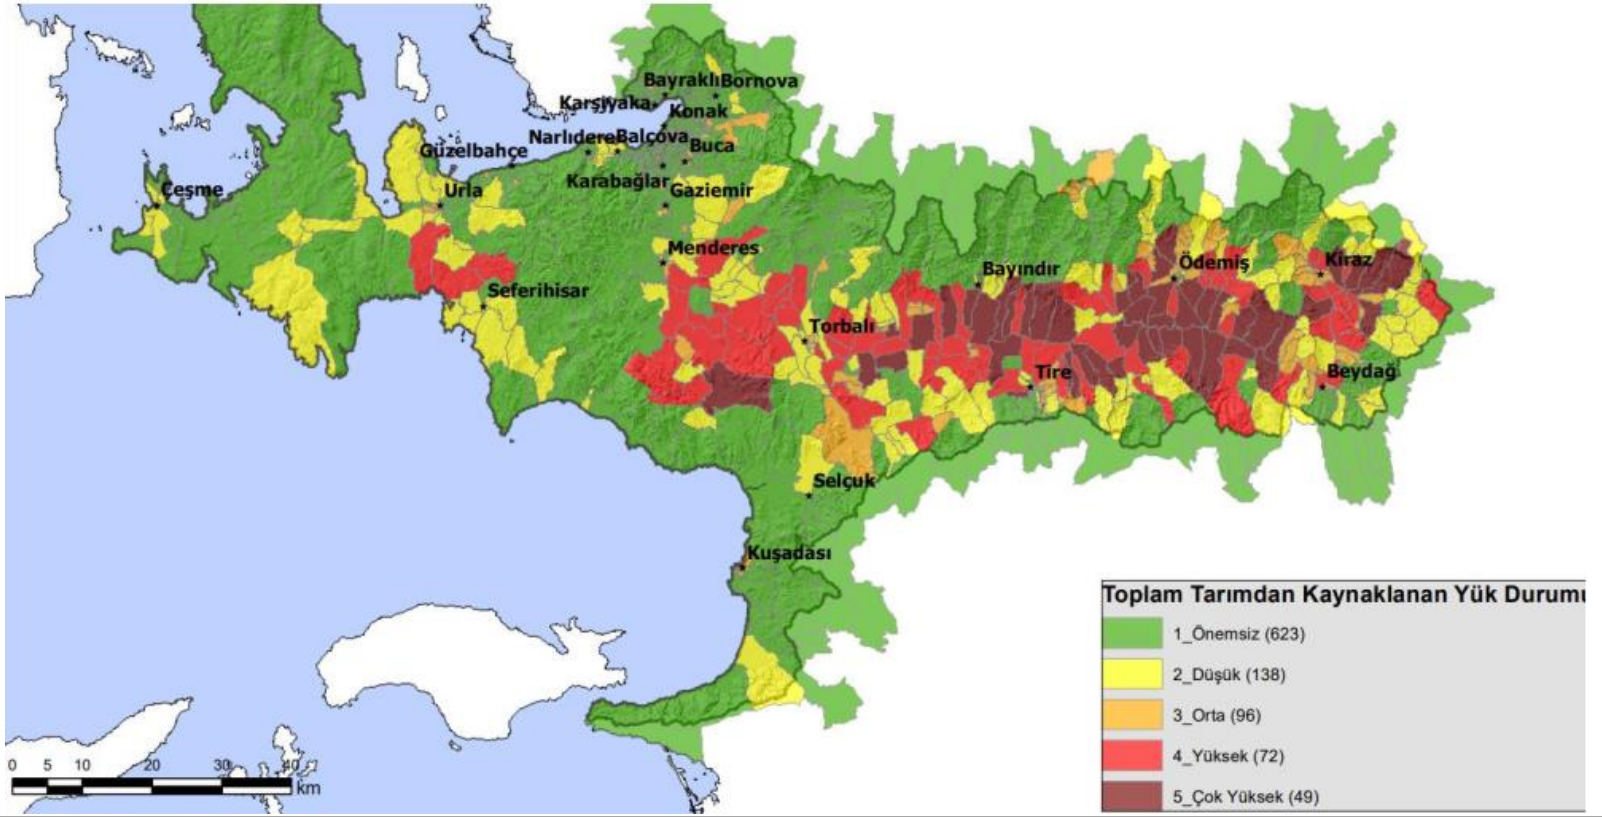 Bayraklı Bornova
Karşıyaka
Konak
Narlıdere Balçova
Güzelbahçe
Buca
Karabağlar
Çeşme
Urla
Gaziemir
Menderes
Seferihisar
Bayındır
Ödemiş
Kiraz
Torbalı
Tire
Beydağ
Selçuk
Kuşadası
Toplam Tarımdan Kaynaklanan Yük Durumu
1_Önemsiz (623)
2_Düşük (138)
3_Orta (96)
4_Yüksek (72)
5_Çok Yüksek (49)
0 5 10 20 30 40
km